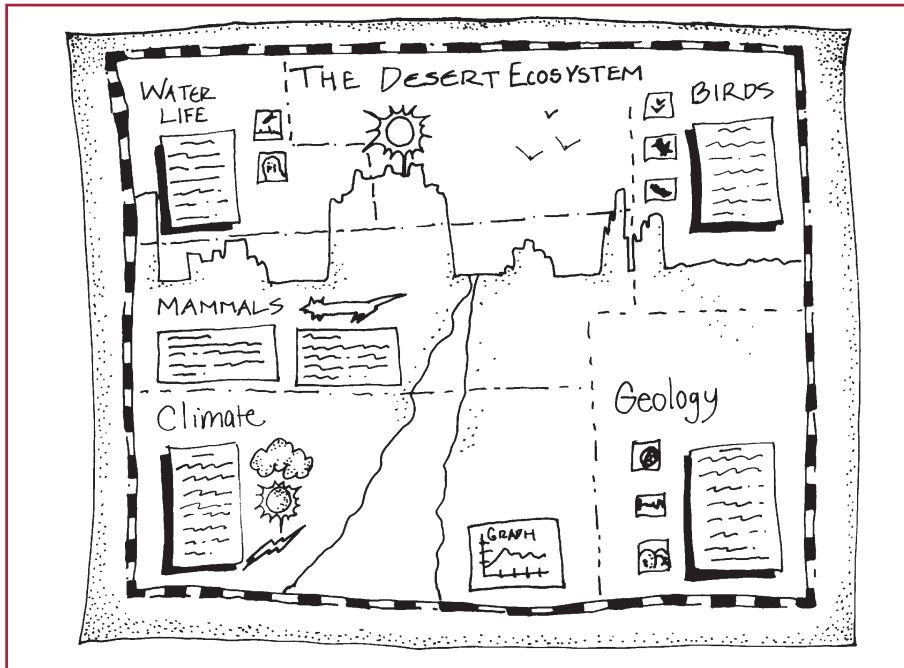 THE DESERT ECOSYSTEM
WATER
LIFE
BIRDS
MAMMALS
Climate
Geology
GRAPH